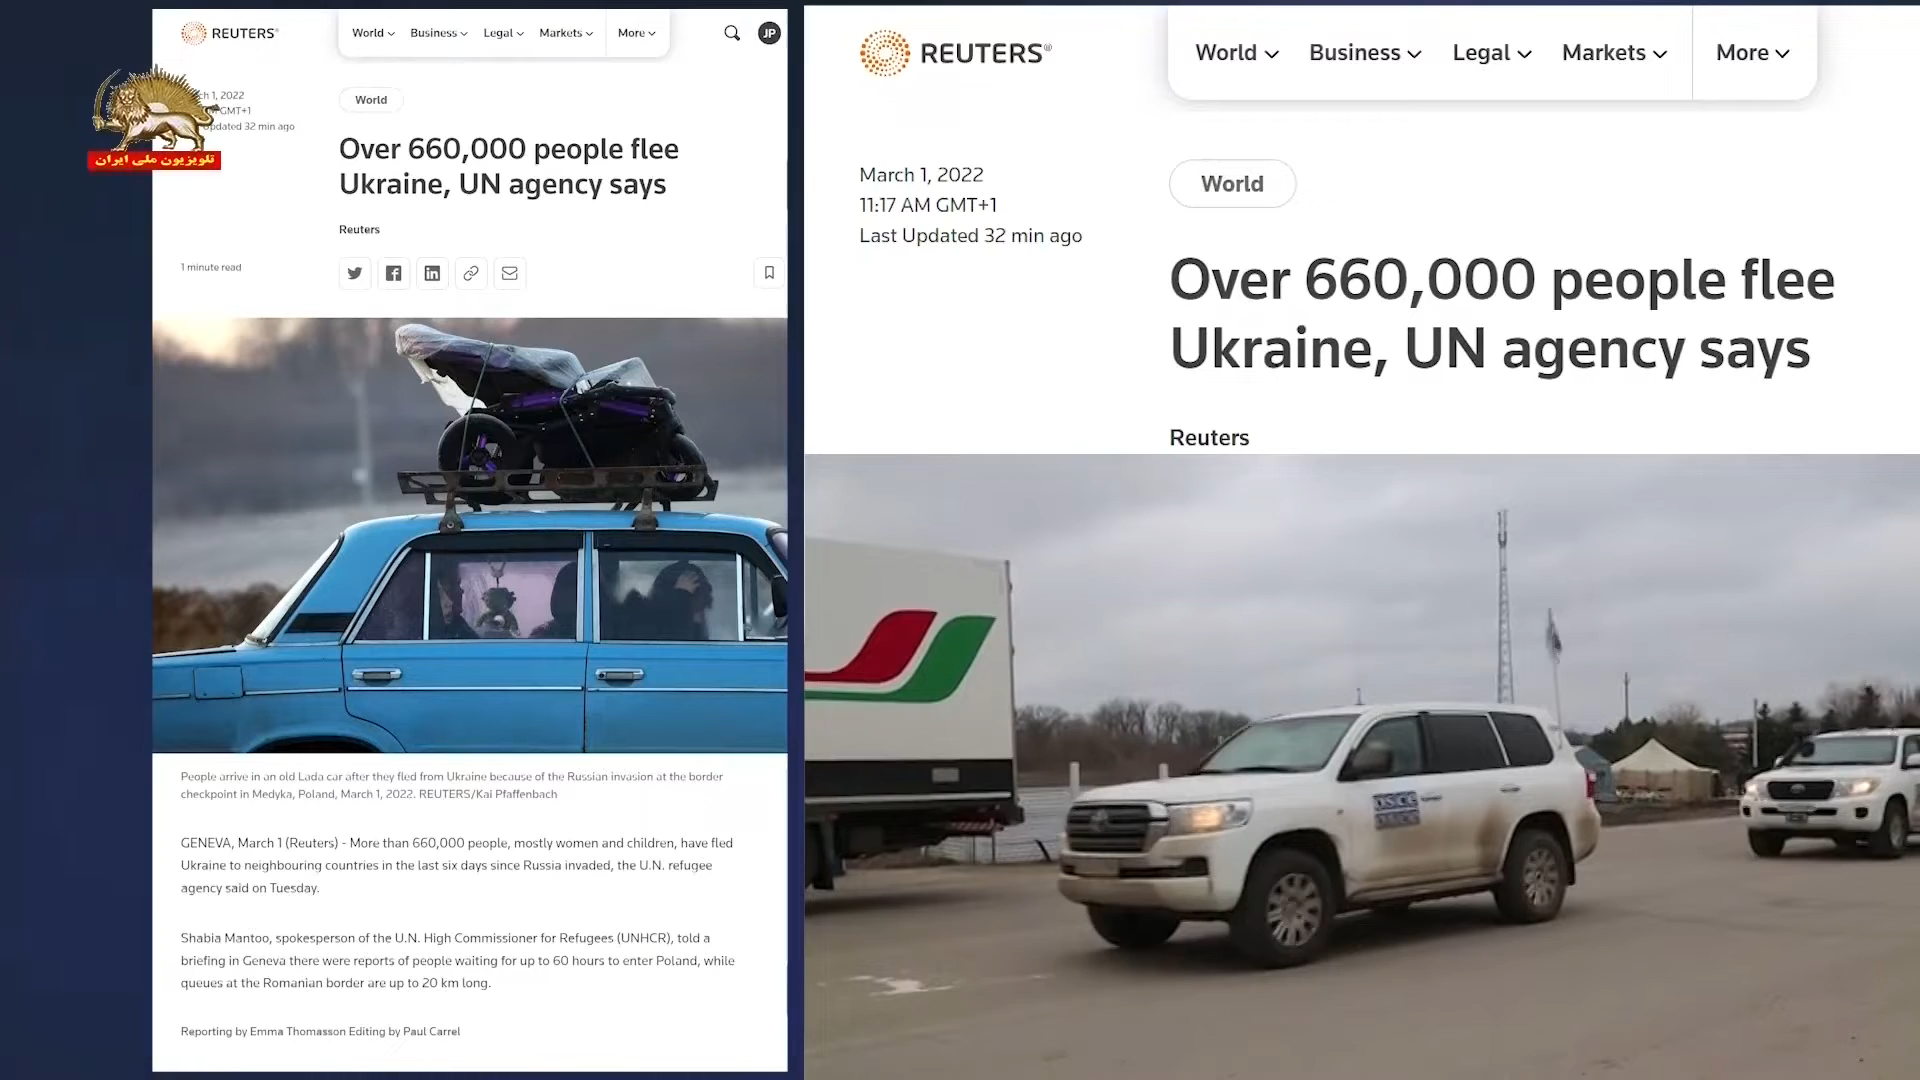 REUTERS
World
Business
Legal
Markets
More
JP
ch 1, 2022
GMT+1
pdated 32 min ago
تلویزیون ملی ایران
World
Over 660,000 people flee
Ukraine, UN agency says
Reuters
1 minute read
People arrive in an old Lada car after they fled from Ukraine because of the Russian invasion at the border
checkpoint in Medyka, Poland, March 1, 2022. REUTERS/Kai Pfaffenbach
GENEVA, March 1 (Reuters) - More than 660,000 people, mostly women and children, have fled
Ukraine to neighbouring countries in the last six days since Russia invaded, the U.N. refugee
agency said on Tuesday.
Shabia Mantoo, spokesperson of the U.N. High Commissioner for Refugees (UNHCR), told a
briefing in Geneva there were reports of people waiting for up to 60 hours to enter Poland, while
queues at the Romanian border are up to 20 km long.
Reporting by Emma Thomasson Editing by Paul Carrel
REUTERS
World
Business
Legal
Markets
More
March 1, 2022
11:17 AM GMT+1
Last Updated 32 min ago
World
Over 660,000 people flee
Ukraine, UN agency says
Reuters
OSCE